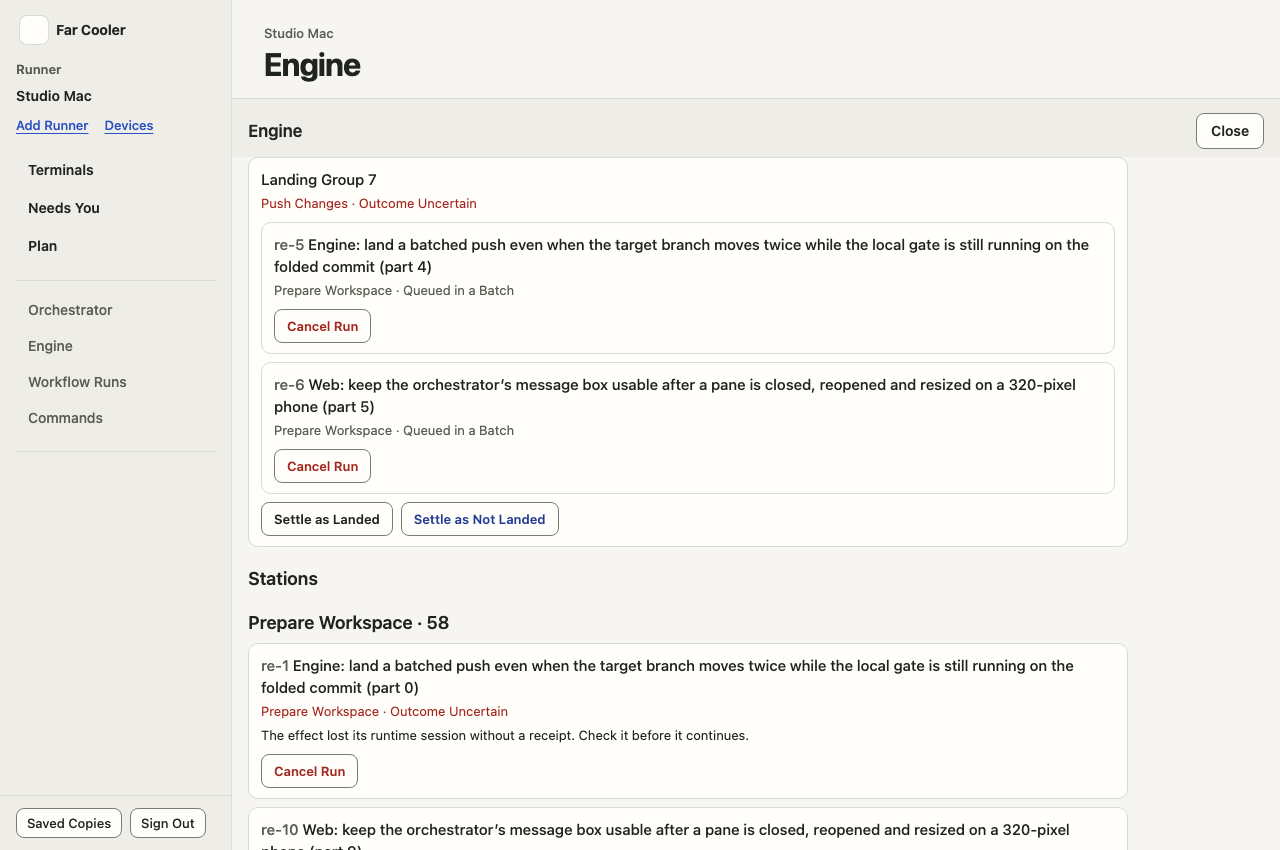 Far Cooler
Runner
Studio Mac
Add Runner
Devices
Terminals
Needs You
Plan
Orchestrator
Engine
Workflow Runs
Commands
Saved Copies
Sign Out
Studio Mac
Engine
Engine
Close
Landing Group 7
Push Changes · Outcome Uncertain
re-5 Engine: land a batched push even when the target branch moves twice while the local gate is still running on the
folded commit (part 4)
Prepare Workspace · Queued in a Batch
Cancel Run
re-6 Web: keep the orchestrator’s message box usable after a pane is closed, reopened and resized on a 320-pixel
phone (part 5)
Prepare Workspace · Queued in a Batch
Cancel Run
Settle as Landed
Settle as Not Landed
Stations
Prepare Workspace · 58
re-1 Engine: land a batched push even when the target branch moves twice while the local gate is still running on the
folded commit (part 0)
Prepare Workspace · Outcome Uncertain
The effect lost its runtime session without a receipt. Check it before it continues.
Cancel Run
re-10 Web: keep the orchestrator’s message box usable after a pane is closed, reopened and resized on a 320-pixel